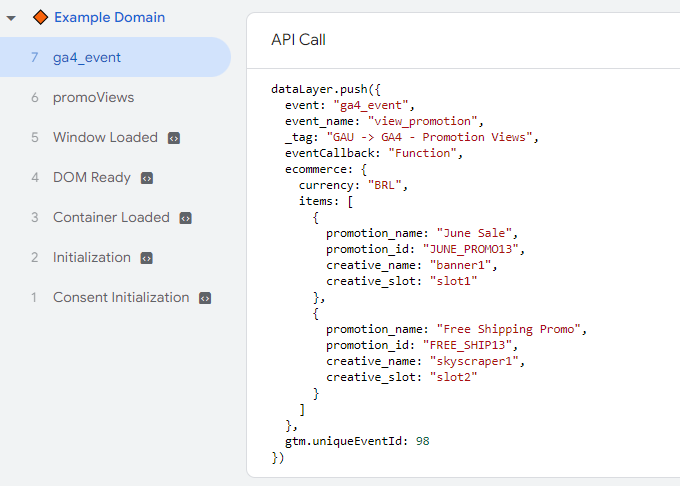 Example Domain
7 ga4_event
6 promoViews
5 Window Loaded
4 DOM Ready
3 Container Loaded
2 Initialization
1 Consent Initialization
API Call
dataLayer.push({
  event: "ga4_event",
  event_name: "view_promotion",
  _tag: "GAU -> GA4 - Promotion Views",
  eventCallback: "Function",
  ecommerce: {
    currency: "BRL",
    items: [
      {
        promotion_name: "June Sale",
        promotion_id: "JUNE_PROMO13",
        creative_name: "banner1",
        creative_slot: "slot1"
      },
      {
        promotion_name: "Free Shipping Promo",
        promotion_id: "FREE_SHIP13",
        creative_name: "skyscraper1",
        creative_slot: "slot2"
      }
    ]
  },
  gtm.uniqueEventId: 98
})